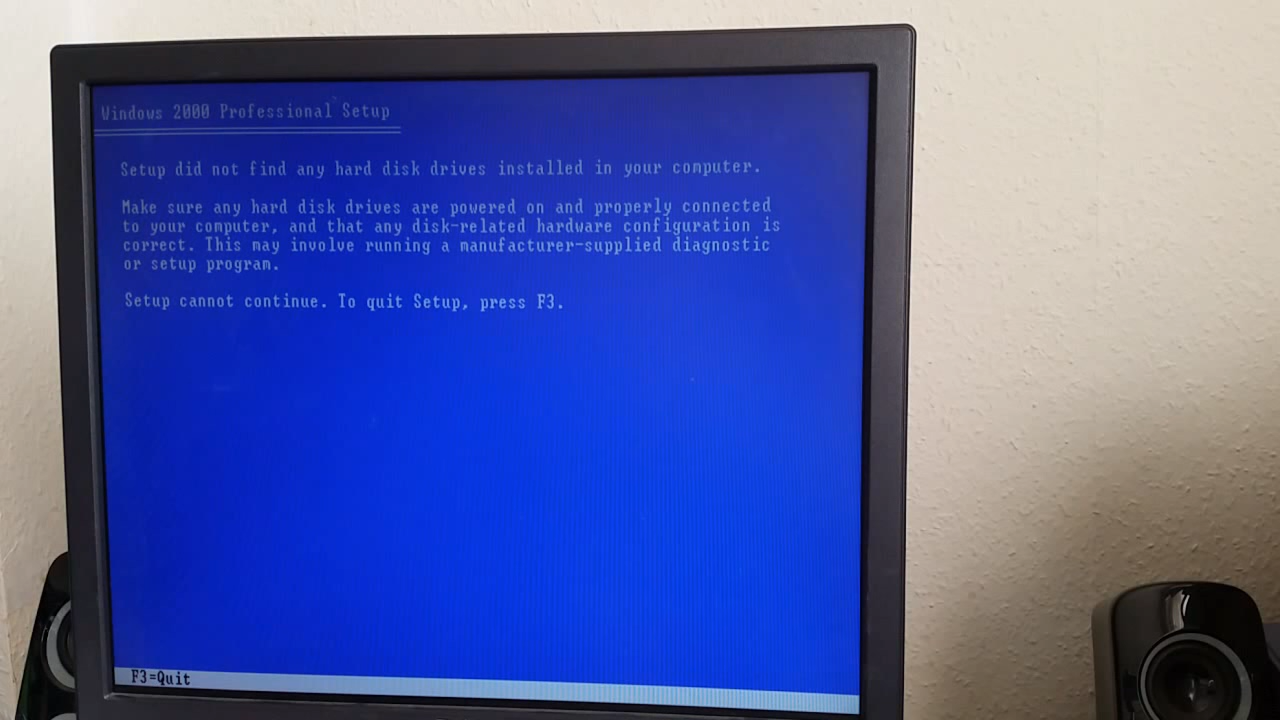 Windows 2000 Professional Setup
Setup did not find any hard disk drives installed in your computer.
Make sure any hard disk drives are powered on and properly connected
to your computer, and that any disk-related hardware configuration is
correct. This may involve running a manufacturer-supplied diagnostic
or setup program.
Setup cannot continue. To quit Setup, press F3.
F3=Quit